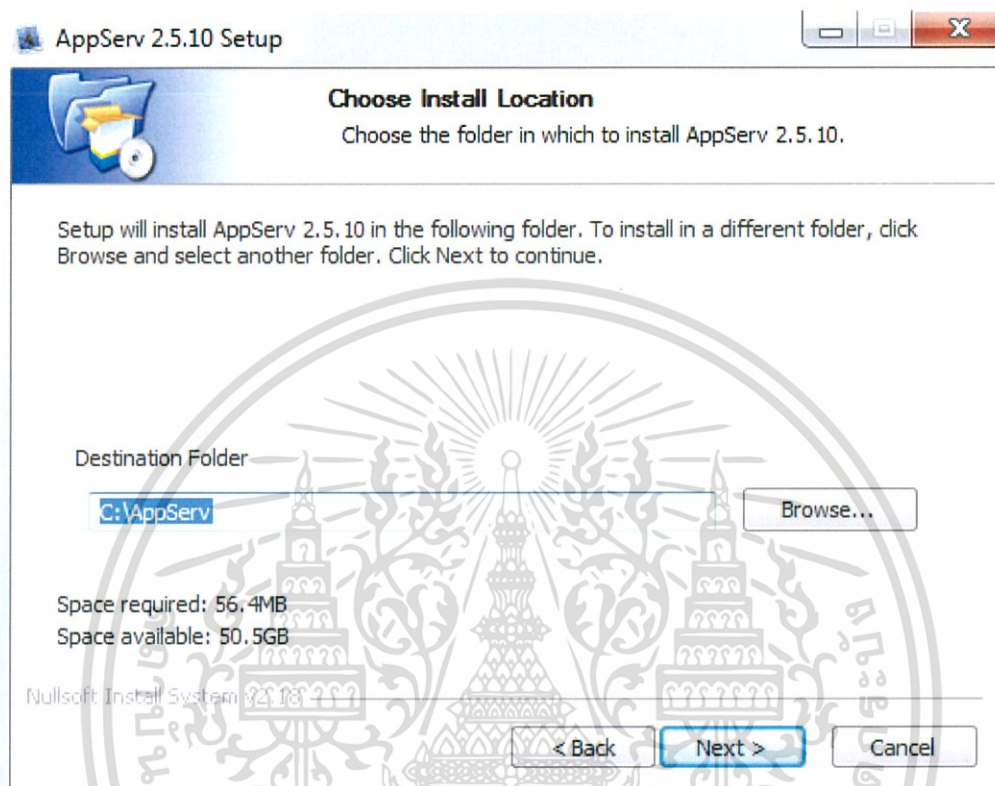 AppServ 2.5.10 Setup
Choose Install Location
Choose the folder in which to install AppServ 2.5.10.
Setup will install AppServ 2.5.10 in the following folder. To install in a different folder, click
Browse and select another folder. Click Next to continue.
Destination Folder
C:\AppServ
Browse...
Space required: 56.4MB
Space available: 50.5GB
Nullsoft Install System v2.18
< Back
Next >
Cancel